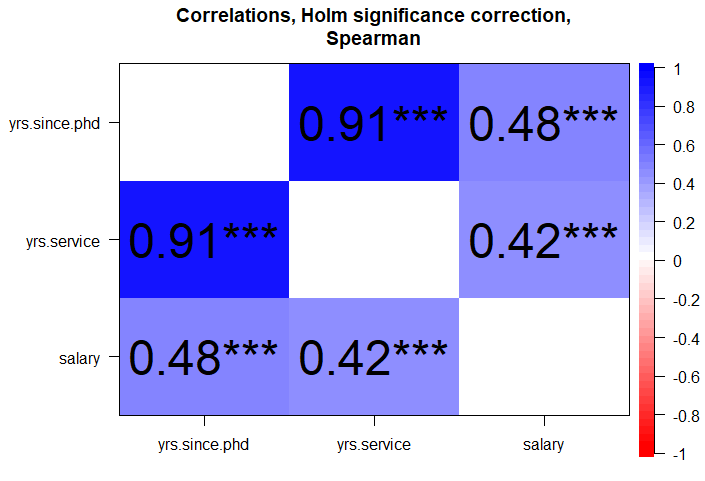 Correlations, Holm significance correction,
Spearman
yrs.since.phd
0.91***
0.48***
yrs.service
0.91***
0.42***
salary
0.48***
0.42***
yrs.since.phd
yrs.service
salary
1
0.8
0.6
0.4
0.2
0
-0.2
-0.4
-0.6
-0.8
-1